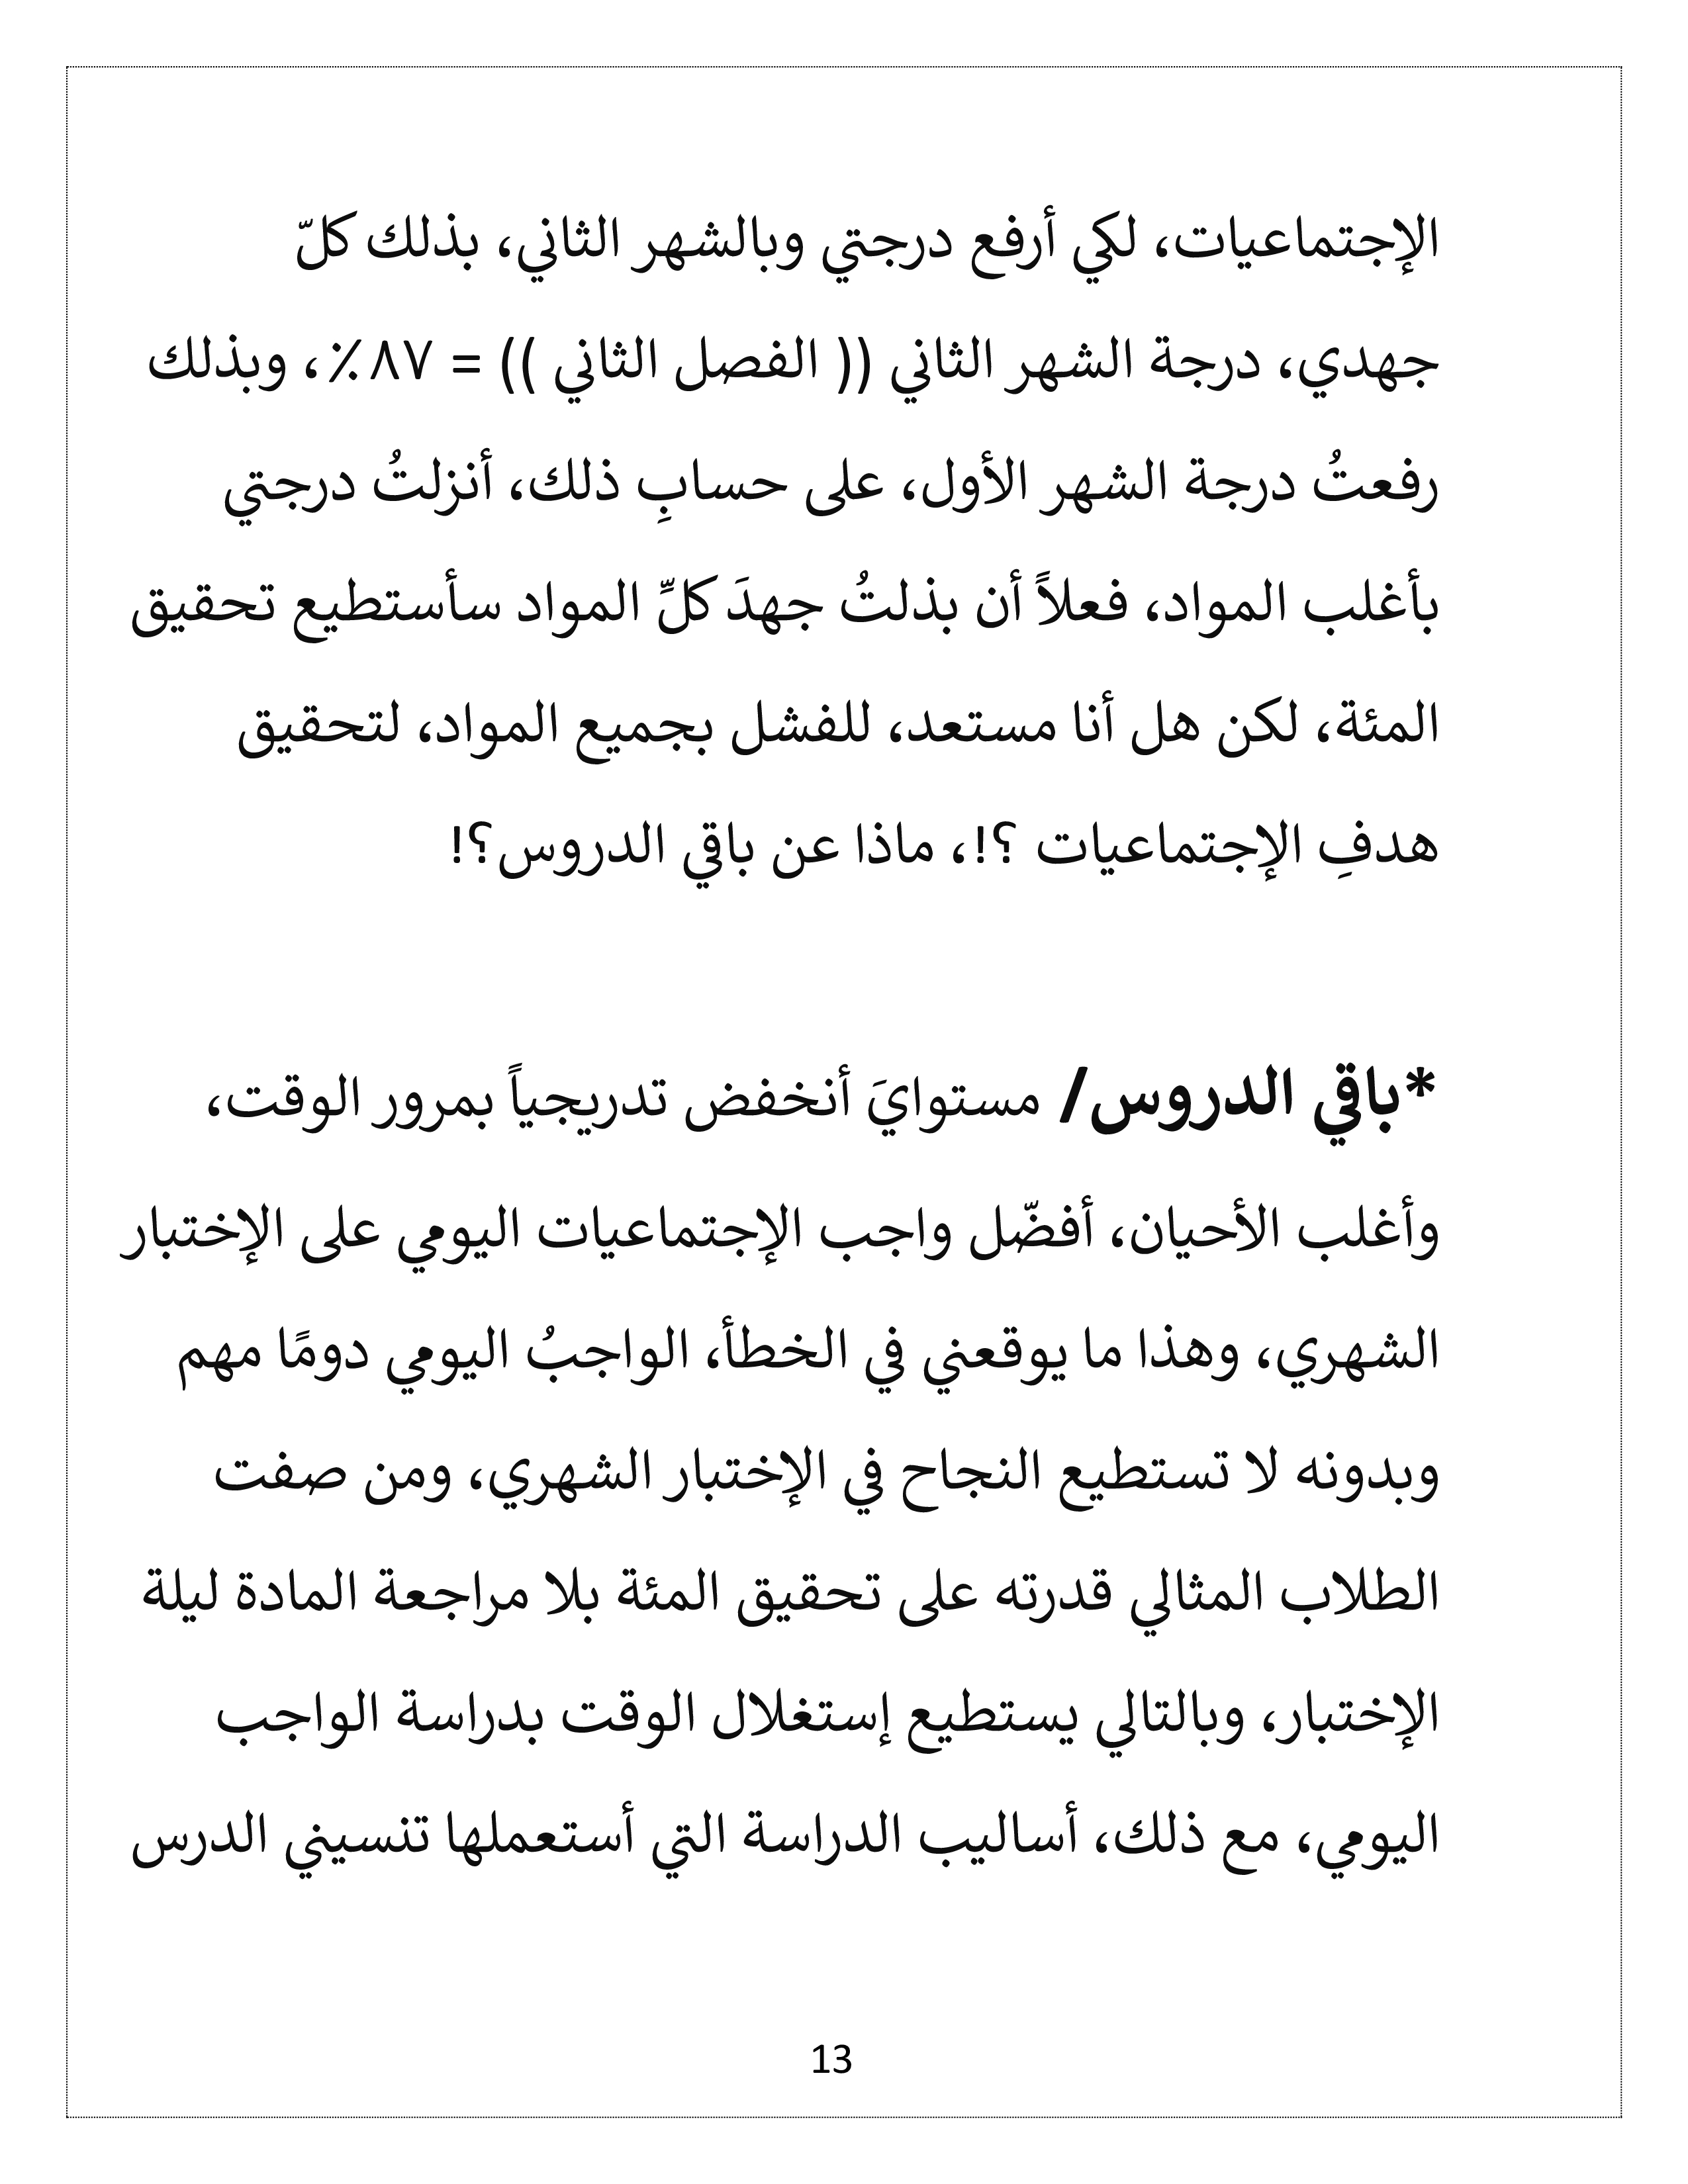 الإجتماعيات، لكي أرفع درجتي وبالشهر الثاني، بذلك كلّ
جهدي، درجة الشهر الثاني (( الفصل الثاني )) = ٨٧٪، وبذلك
رفعتُ درجة الشهر الأول، على حسابِ ذلك، أنزلتُ درجتي
بأغلب المواد، فعلاً أن بذلتُ جهدَ كلِّ المواد سأستطيع تحقيق
المئة، لكن هل أنا مستعد، للفشل بجميع المواد، لتحقيق
هدفِ الإجتماعيات ؟!، ماذا عن باقي الدروس؟!
*باقي الدروس/ مستوايَ أنخفض تدريجياً بمرور الوقت،
وأغلب الأحيان، أفضّل واجب الإجتماعيات اليومي على الإختبار
الشهري، وهذا ما يوقعني في الخطأ، الواجبُ اليومي دومًا مهم
وبدونه لا تستطيع النجاح في الإختبار الشهري، ومن صفت
الطلاب المثالي قدرته على تحقيق المئة بلا مراجعة المادة ليلة
الإختبار، وبالتالي يستطيع إستغلال الوقت بدراسة الواجب
اليومي، مع ذلك، أساليب الدراسة التي أستعملها تنسيني الدرس
13